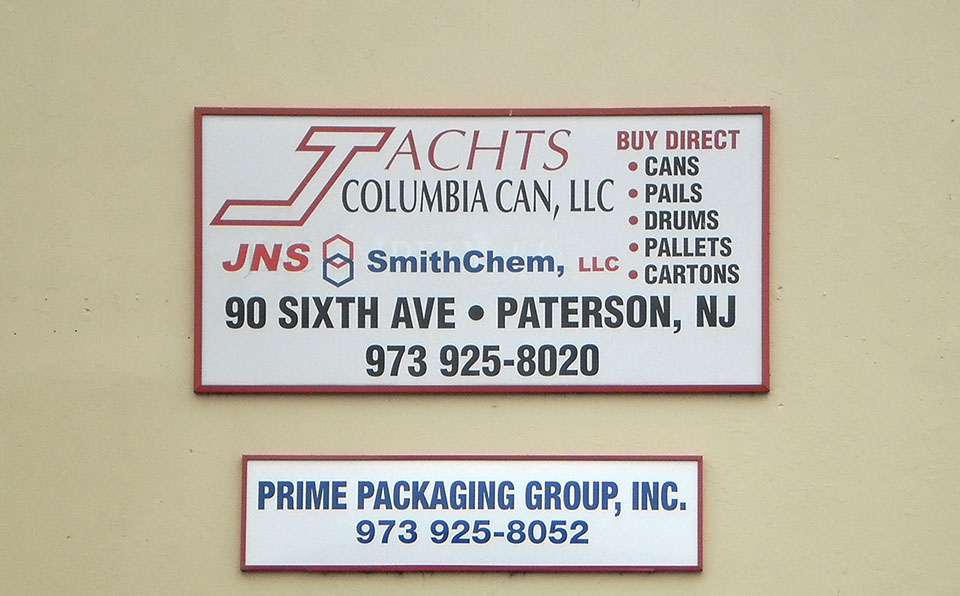 JACHTS
COLUMBIA CAN, LLC
JNS SmithChem, LLC
BUY DIRECT
• CANS
• PAILS
• DRUMS
• PALLETS
• CARTONS
90 SIXTH AVE • PATERSON, NJ
973 925-8020
PRIME PACKAGING GROUP, INC.
973 925-8052